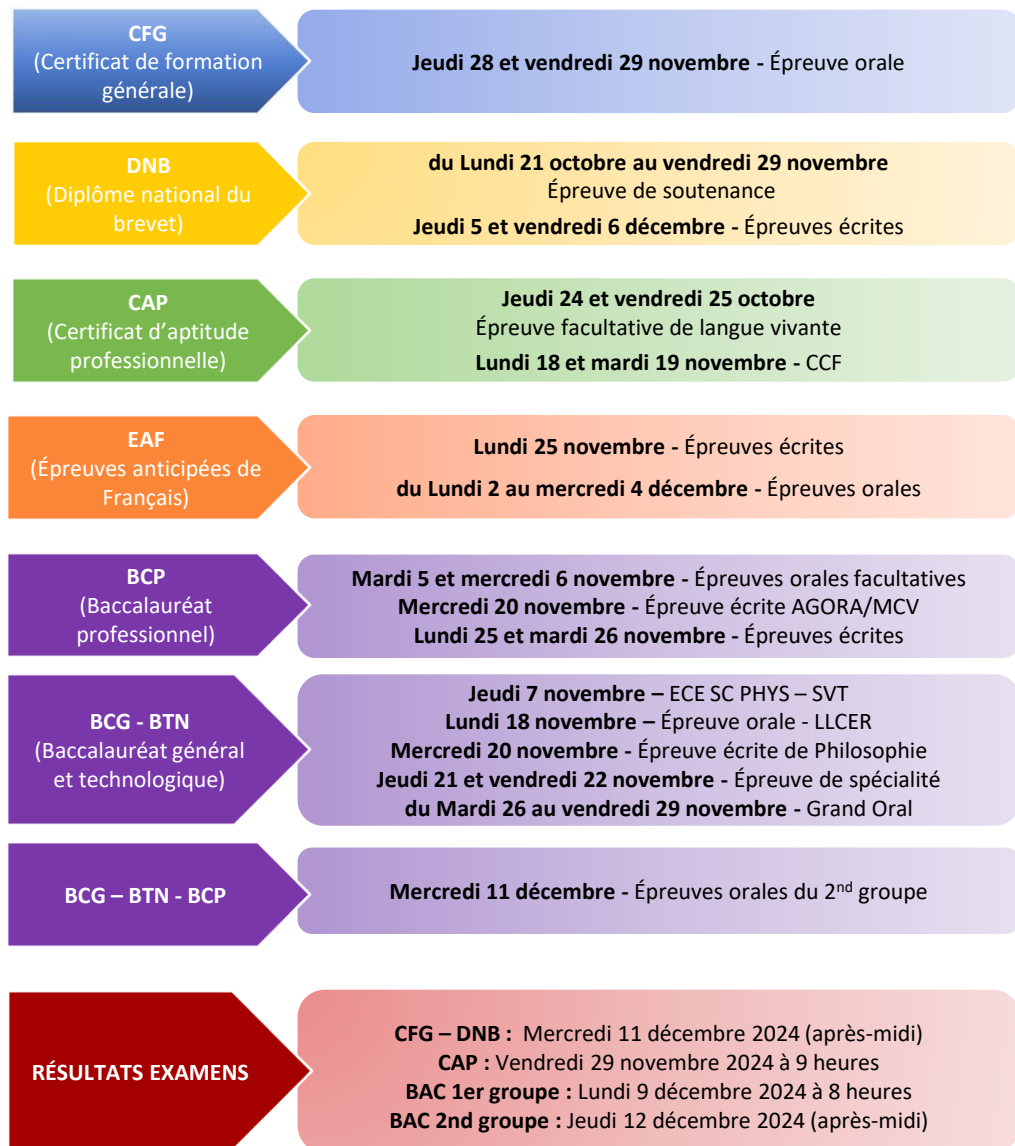 CFG
(Certificat de formation
générale)
Jeudi 28 et vendredi 29 novembre - Épreuve orale
DNB
(Diplôme national du
brevet)
du Lundi 21 octobre au vendredi 29 novembre
Épreuve de soutenance
Jeudi 5 et vendredi 6 décembre - Épreuves écrites
CAP
(Certificat d'aptitude
professionnelle)
Jeudi 24 et vendredi 25 octobre
Épreuve facultative de langue vivante
Lundi 18 et mardi 19 novembre - CCF
EAF
(Épreuves anticipées de
Français)
Lundi 25 novembre - Épreuves écrites
du Lundi 2 au mercredi 4 décembre - Épreuves orales
BCP
(Baccalauréat
professionnel)
Mardi 5 et mercredi 6 novembre - Épreuves orales facultatives
Mercredi 20 novembre - Épreuve écrite AGORA/MCV
Lundi 25 et mardi 26 novembre - Épreuves écrites
BCG - BTN
(Baccalauréat général
et technologique)
Jeudi 7 novembre – ECE SC PHYS – SVT
Lundi 18 novembre – Épreuve orale - LLCER
Mercredi 20 novembre - Épreuve écrite de Philosophie
Jeudi 21 et vendredi 22 novembre - Épreuve de spécialité
du Mardi 26 au vendredi 29 novembre - Grand Oral
BCG – BTN - BCP
Mercredi 11 décembre - Épreuves orales du 2nd groupe
RÉSULTATS EXAMENS
CFG – DNB : Mercredi 11 décembre 2024 (après-midi)
CAP : Vendredi 29 novembre 2024 à 9 heures
BAC 1er groupe : Lundi 9 décembre 2024 à 8 heures
BAC 2nd groupe : Jeudi 12 décembre 2024 (après-midi)